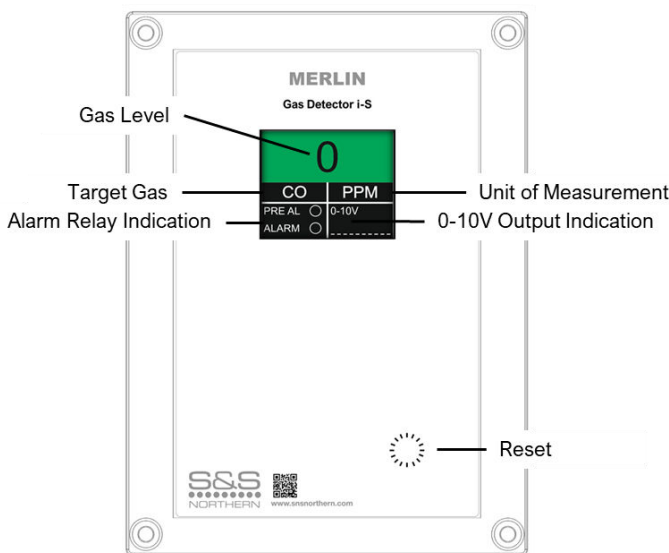 MERLIN
Gas Detector i-S
Gas Level
0
Target Gas
CO
PPM
Unit of Measurement
Alarm Relay Indication
PRE AL
0-10V
0-10V Output Indication
ALARM
Reset
S&S
NORTHERN
www.snsnorthern.com